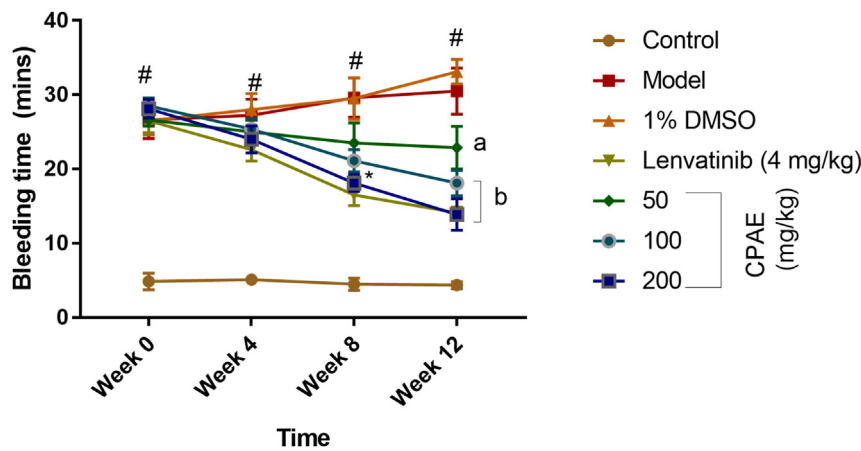 40
30
20
10
0
Bleeding time (mins)
# # # #
a
*
b
Week 0
Week 4
Week 8
Week 12
Time
Control
Model
1% DMSO
Lenvatinib (4 mg/kg)
50
100
200
CPAE
(mg/kg)